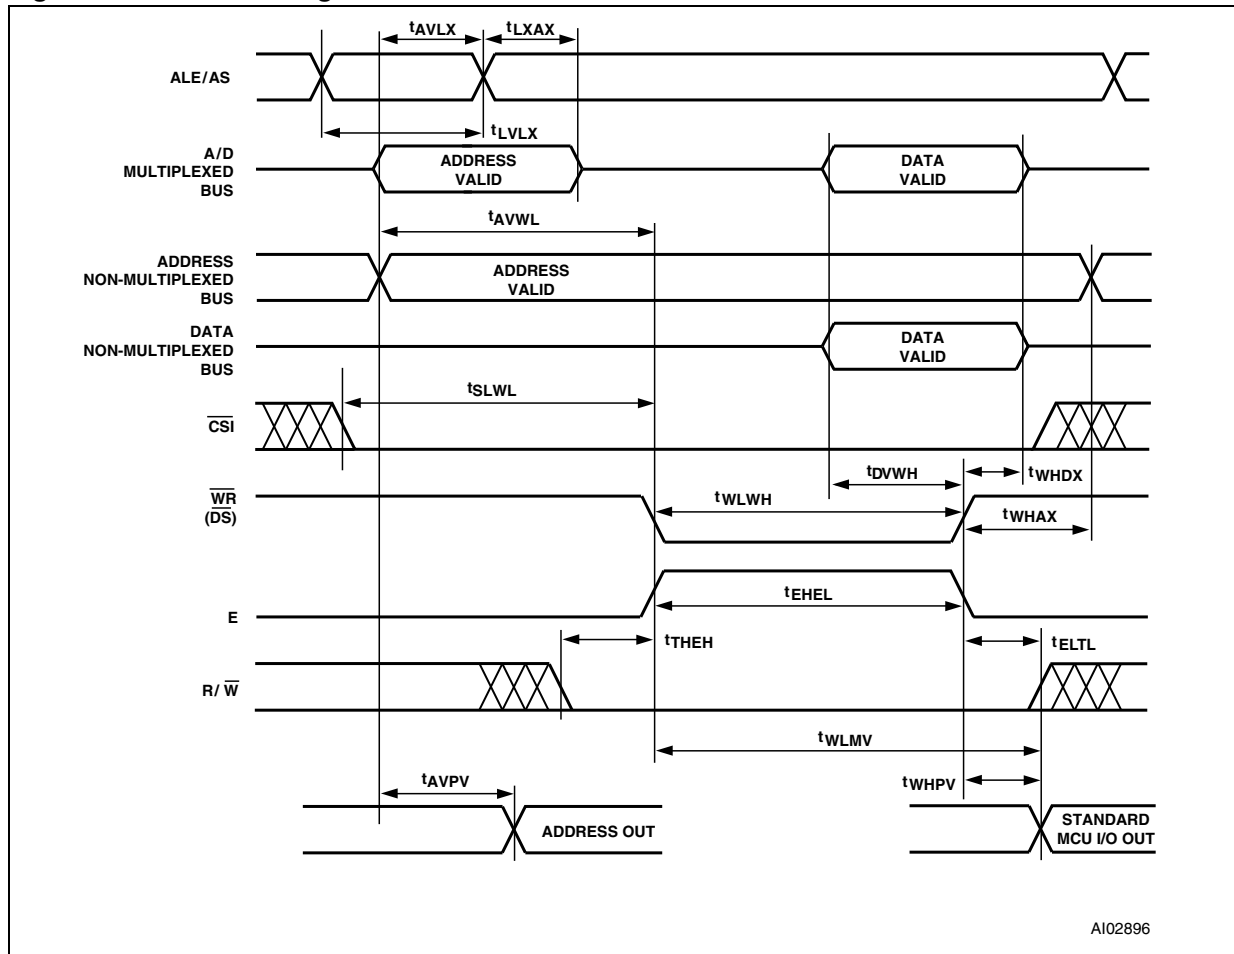 tAVLX
tLXAX
ALE/AS
tLVLX
A/D
MULTIPLEXED
BUS
ADDRESS
VALID
DATA
VALID
tAVWL
ADDRESS
NON-MULTIPLEXED
BUS
ADDRESS
VALID
DATA
NON-MULTIPLEXED
BUS
DATA
VALID
tSLWL
CSI
tDVWH
tWHDX
WR
(DS)
tWLWH
tWHAX
tEHEL
E
tTHEH
tELTL
R/ W
tWLMV
tAVPV
tWHPV
ADDRESS OUT
STANDARD
MCU I/O OUT
AI02896